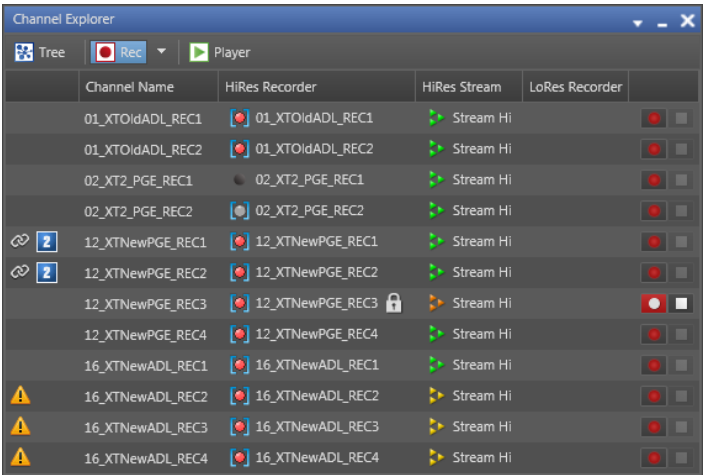 Channel Explorer
Tree Rec Player
Channel Name HiRes Recorder HiRes Stream LoRes Recorder
01_XTOldADL_REC1 01_XTOldADL_REC1 Stream Hi
01_XTOldADL_REC2 01_XTOldADL_REC2 Stream Hi
02_XT2_PGE_REC1 02_XT2_PGE_REC1 Stream Hi
02_XT2_PGE_REC2 02_XT2_PGE_REC2 Stream Hi
2 12_XTNewPGE_REC1 12_XTNewPGE_REC1 Stream Hi
2 12_XTNewPGE_REC2 12_XTNewPGE_REC2 Stream Hi
12_XTNewPGE_REC3 12_XTNewPGE_REC3 Stream Hi
12_XTNewPGE_REC4 12_XTNewPGE_REC4 Stream Hi
16_XTNewADL_REC1 16_XTNewADL_REC1 Stream Hi
16_XTNewADL_REC2 16_XTNewADL_REC2 Stream Hi
16_XTNewADL_REC3 16_XTNewADL_REC3 Stream Hi
16_XTNewADL_REC4 16_XTNewADL_REC4 Stream Hi